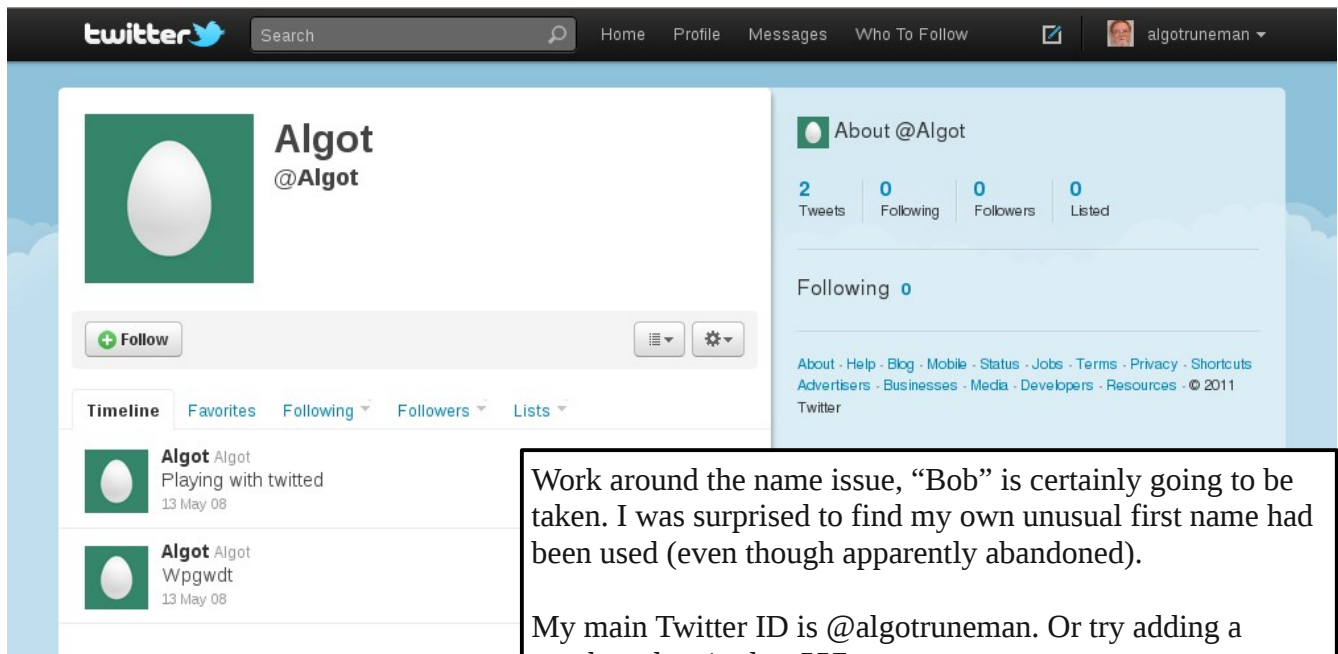 twitter Search Home Profile Messages Who To Follow algotruneman
Algot
@Algot
Follow
Timeline Favorites Following Followers Lists
Algot Algot
Playing with twitted
13 May 08
Algot Algot
Wpgwdt
13 May 08
About @Algot
2 0 0 0
Tweets Following Followers Listed
Following 0
About · Help · Blog · Mobile · Status · Jobs · Terms · Privacy · Shortcuts
Advertisers · Businesses · Media · Developers · Resources · © 2011
Twitter
Work around the name issue, “Bob” is certainly going to be
taken. I was surprised to find my own unusual first name had
been used (even though apparently abandoned).
My main Twitter ID is @algotruneman. Or try adding a